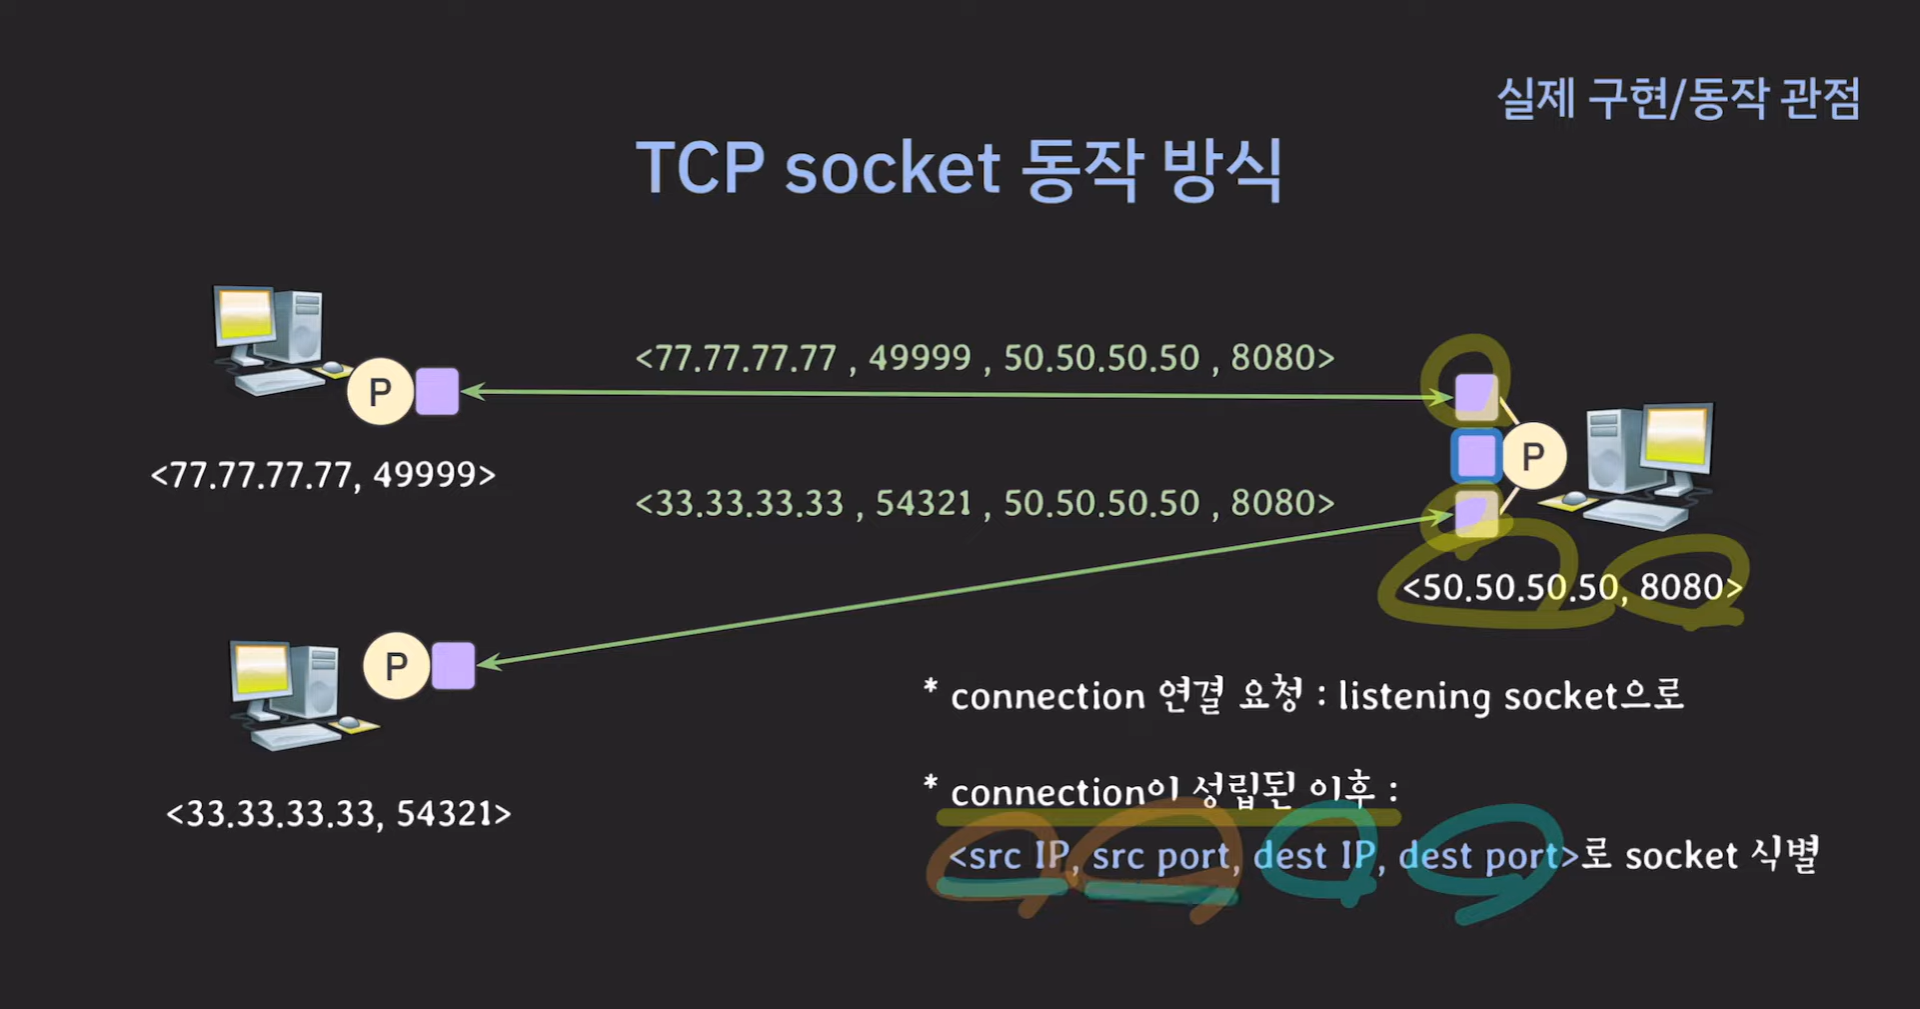 실제 구현/동작 관점
TCP socket 동작 방식
<77.77.77.77 , 49999 , 50.50.50.50 , 8080>
P
P
<77.77.77.77, 49999>
<33.33.33.33 , 54321 , 50.50.50.50 , 8080>
<50.50.50.50, 8080>
P
<33.33.33.33, 54321>
* connection 연결 요청 : listening socket으로
* connection이 성립된 이후 :
<src IP, src port, dest IP, dest port>로 socket 식별